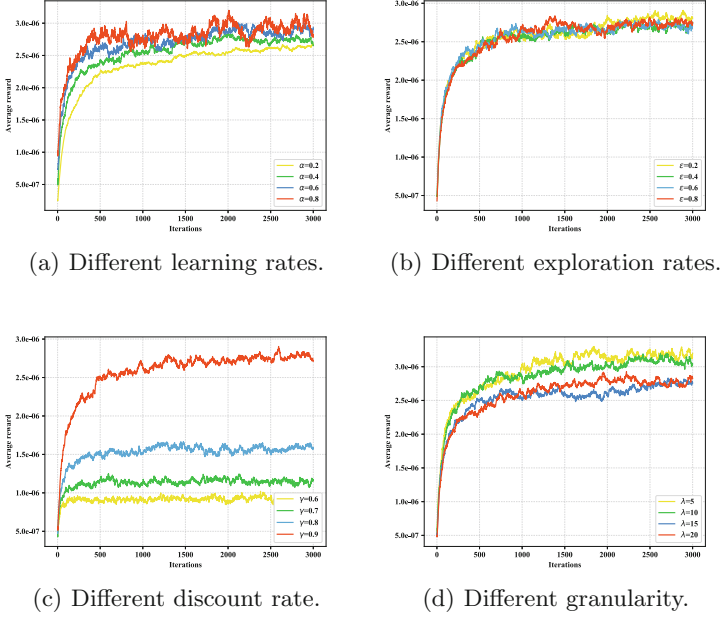 3.0e-06
2.5e-06
2.0e-06
1.5e-06
1.0e-06
5.0e-07
Average reward
0 500 1000 1500 2000 2500 3000
Iterations
α=0.2
α=0.4
α=0.6
α=0.8
(a) Different learning rates.
3.0e-06
2.5e-06
2.0e-06
1.5e-06
1.0e-06
5.0e-07
Average reward
0 500 1000 1500 2000 2500 3000
Iterations
ε=0.2
ε=0.4
ε=0.6
ε=0.8
(b) Different exploration rates.
3.0e-06
2.5e-06
2.0e-06
1.5e-06
1.0e-06
5.0e-07
Average reward
0 500 1000 1500 2000 2500 3000
Iterations
γ=0.6
γ=0.7
γ=0.8
γ=0.9
(c) Different discount rate.
3.0e-06
2.5e-06
2.0e-06
1.5e-06
1.0e-06
5.0e-07
Average reward
0 500 1000 1500 2000 2500 3000
Iterations
λ=5
λ=10
λ=15
λ=20
(d) Different granularity.